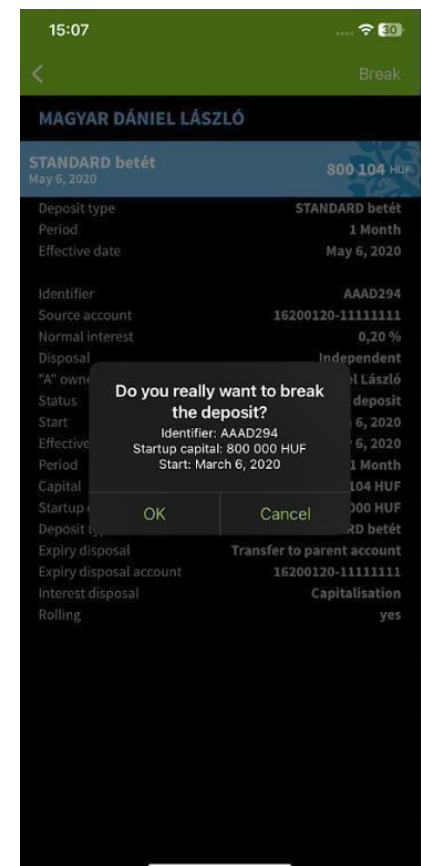 15:07
30
Break
MAGYAR DÁNIEL LÁSZLÓ
STANDARD betét 800 104 HUF
May 6, 2020
Deposit type STANDARD betét
Period 1 Month
Effective date May 6, 2020
Identifier AAAD294
Source account 16200120-11111111
Normal interest 0,20 %
Disposal Independent
"A" own László
Status deposit
Start 6, 2020
Effective 6, 2020
Period 1 Month
Capital 104 HUF
Startup 000 HUF
Deposit betét
Do you really want to break
the deposit?
Identifier: AAAD294
Startup capital: 800 000 HUF
Start: March 6, 2020
OK Cancel
Expiry disposal Transfer to parent account
Expiry disposal account 16200120-11111111
Interest disposal Capitalisation
Rolling yes